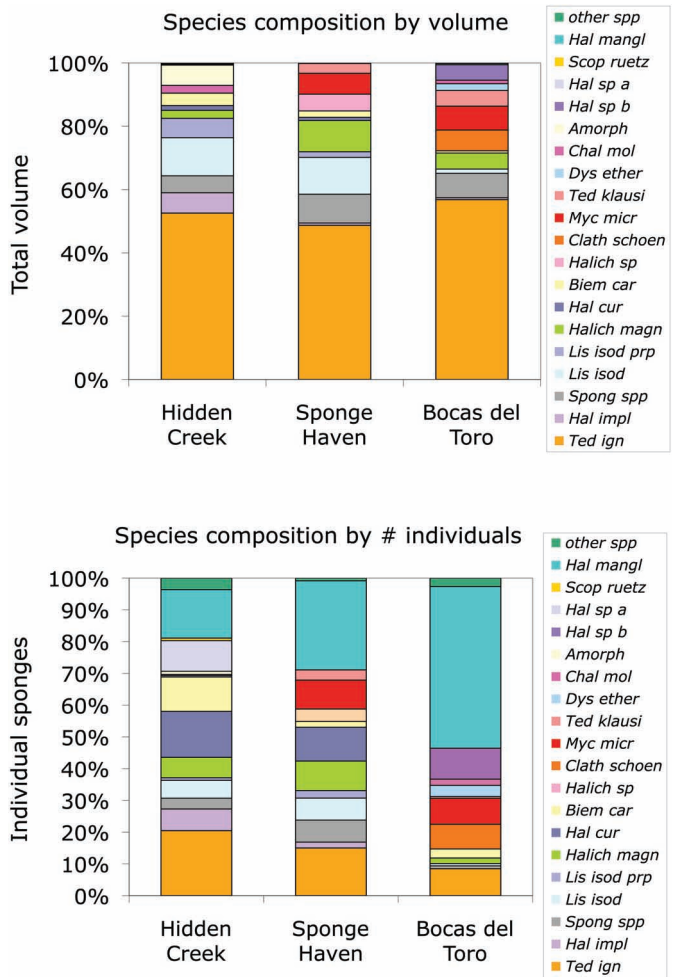 Species composition by volume
Total volume
100%
80%
60%
40%
20%
0%
Hidden
Creek
Sponge
Haven
Bocas del
Toro
other spp
Hal mangl
Scop ruetz
Hal sp a
Hal sp b
Amorph
Chal mol
Dys ether
Ted klausi
Myc micr
Clath schoen
Halich sp
Biem car
Hal cur
Halich magn
Lis isod prp
Lis isod
Spong spp
Hal impl
Ted ign
Species composition by # individuals
Individual sponges
100%
90%
80%
70%
60%
50%
40%
30%
20%
10%
0%
Hidden
Creek
Sponge
Haven
Bocas del
Toro
other spp
Hal mangl
Scop ruetz
Hal sp a
Hal sp b
Amorph
Chal mol
Dys ether
Ted klausi
Myc micr
Clath schoen
Halich sp
Biem car
Hal cur
Halich magn
Lis isod prp
Lis isod
Spong spp
Hal impl
Ted ign